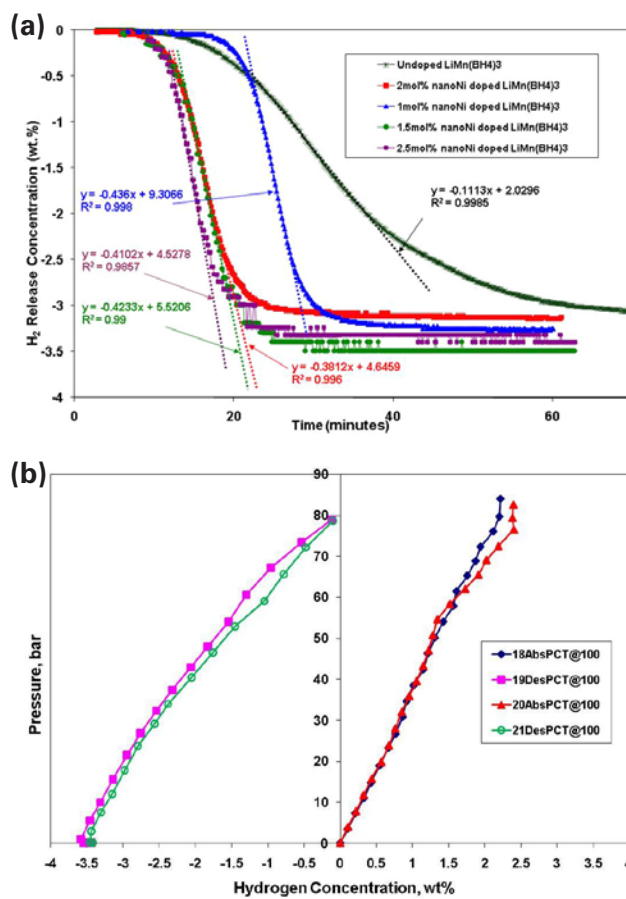 (a)
0
-0.5
-1
-1.5
-2
-2.5
-3
-3.5
-4
H2 Release Concentration (wt.%)
Undoped LiMn(BH4)3
2mol% nanoNi doped LiMn(BH4)3
1mol% nanoNi doped LiMn(BH4)3
1.5mol% nanoNi doped LiMn(BH4)3
2.5mol% nanoNi doped LiMn(BH4)3
y = -0.436x + 9.3066
R² = 0.998
y = -0.1113x + 2.0296
R² = 0.9985
y = -0.4102x + 4.5278
R² = 0.9857
y = -0.4233x + 5.5206
R² = 0.99
y = -0.3812x + 4.6459
R² = 0.996
0 20 40 60
Time (minutes)
(b)
90
80
70
60
50
40
30
20
10
0
Pressure, bar
18AbsPCT@100
19DesPCT@100
20AbsPCT@100
21DesPCT@100
-4 -3.5 -3 -2.5 -2 -1.5 -1 -0.5 0 0.5 1 1.5 2 2.5 3 3.5 4
Hydrogen Concentration, wt%